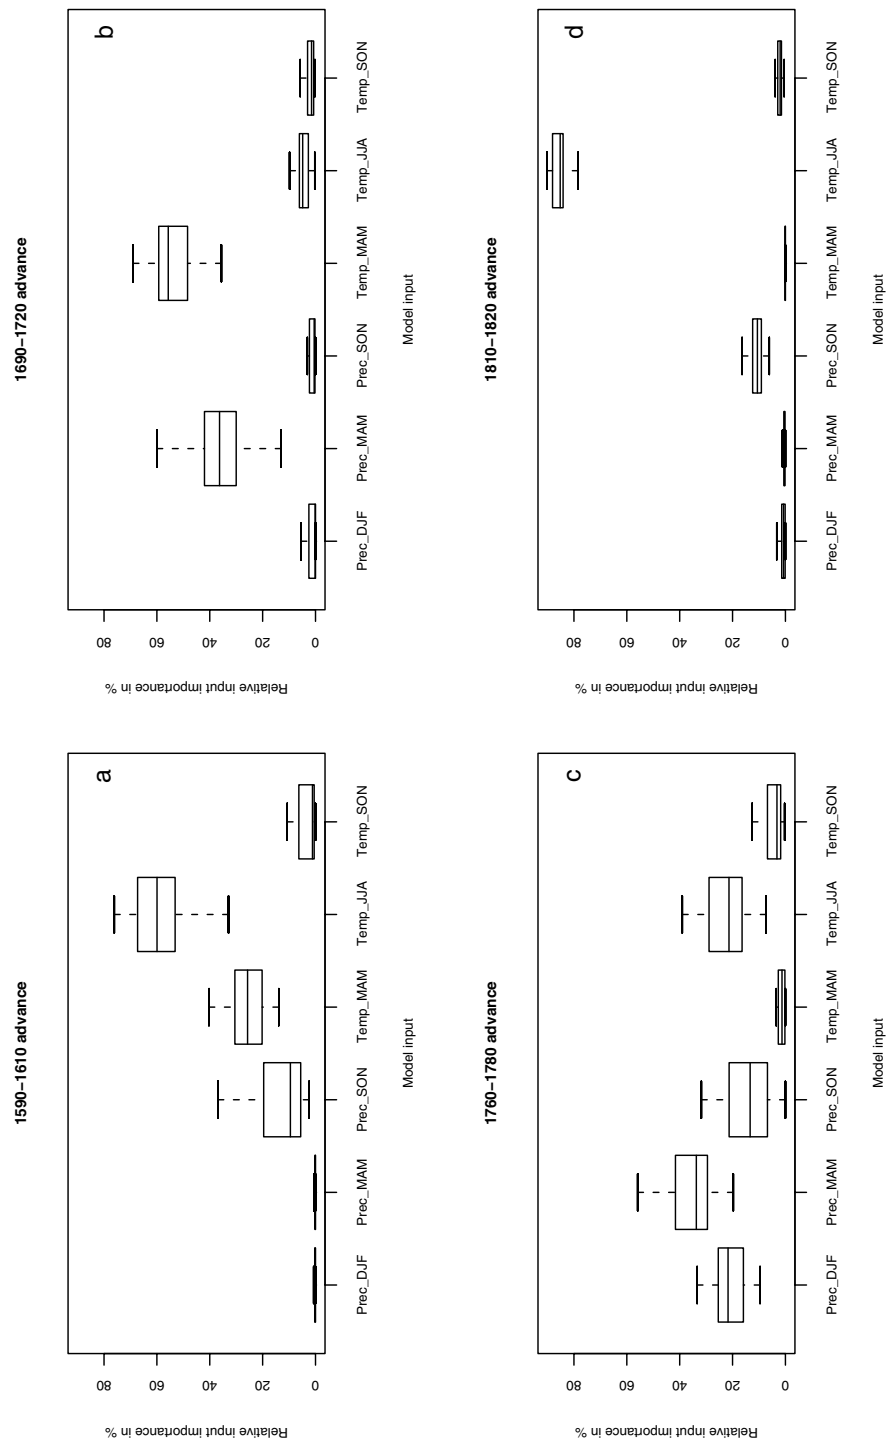 1590–1610 advance
a
Relative input importance in %
80
60
40
20
0
Prec_DJF
Prec_MAM
Prec_SON
Temp_MAM
Temp_JJA
Temp_SON
Model input
1690–1720 advance
b
Relative input importance in %
80
60
40
20
0
Prec_DJF
Prec_MAM
Prec_SON
Temp_MAM
Temp_JJA
Temp_SON
Model input
1760–1780 advance
c
Relative input importance in %
80
60
40
20
0
Prec_DJF
Prec_MAM
Prec_SON
Temp_MAM
Temp_JJA
Temp_SON
Model input
1810–1820 advance
d
Relative input importance in %
80
60
40
20
0
Prec_DJF
Prec_MAM
Prec_SON
Temp_MAM
Temp_JJA
Temp_SON
Model input